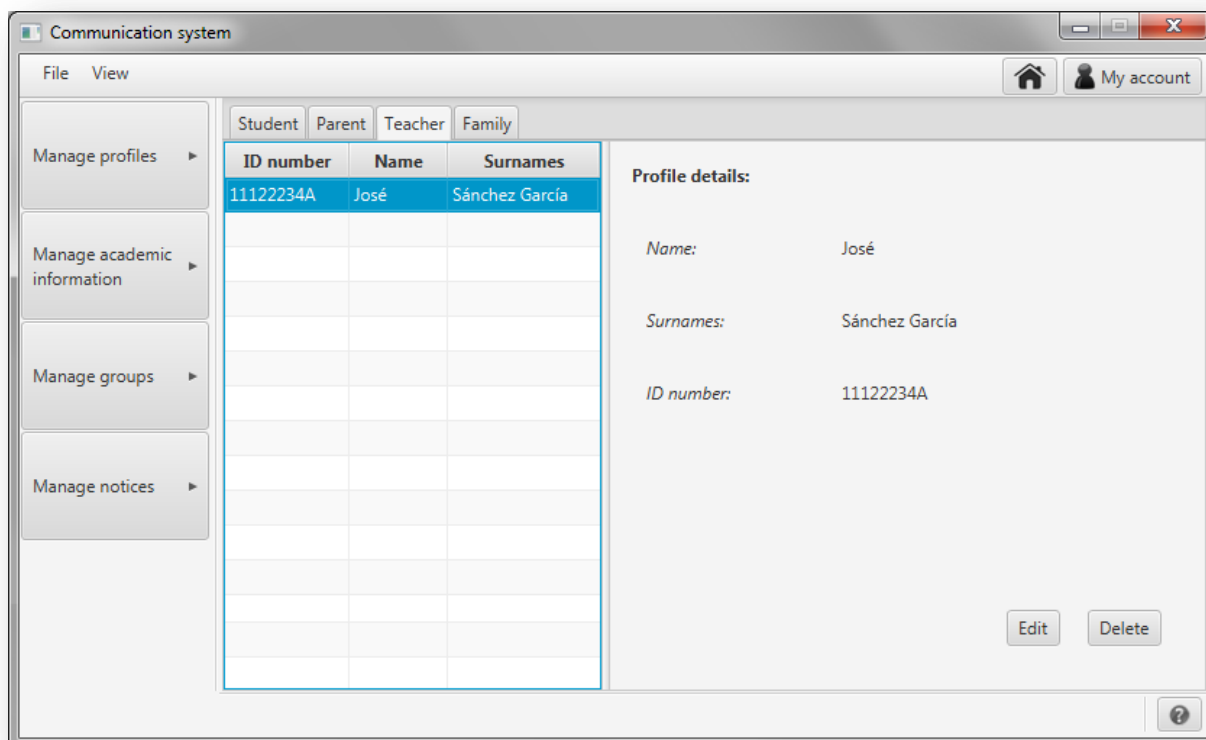 Communication system
File View My account
Student Parent Teacher Family
Manage profiles
ID number Name Surnames
11122234A José Sánchez García
Profile details:
Name: José
Manage academic
information
Surnames: Sánchez García
Manage groups
ID number: 11122234A
Manage notices
Edit Delete
?